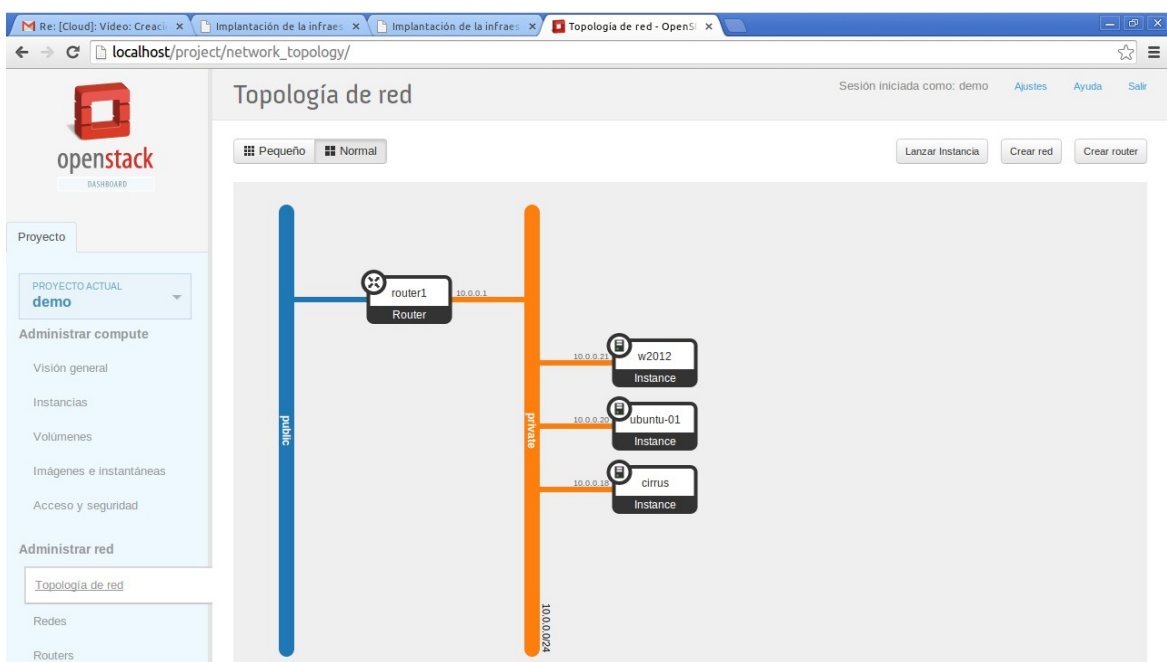 Re: [Cloud]: Vídeo: Creació
Implantación de la infraes
Implantación de la infraes
Topología de red - OpenS
localhost/project/network_topology/
openstack
DASHBOARD
Topología de red
Sesión iniciada como: demo
Ajustes
Ayuda
Salir
Pequeño
Normal
Lanzar Instancia
Crear red
Crear router
Proyecto
PROYECTO ACTUAL
demo
Administrar compute
Visión general
Instancias
Volúmenes
Imágenes e instantáneas
Acceso y seguridad
Administrar red
Topología de red
Redes
Routers
public
router1
Router
10.0.0.1
private
10.0.0.0/24
10.0.0.21
w2012
Instance
10.0.0.20
ubuntu-01
Instance
10.0.0.18
cirrus
Instance